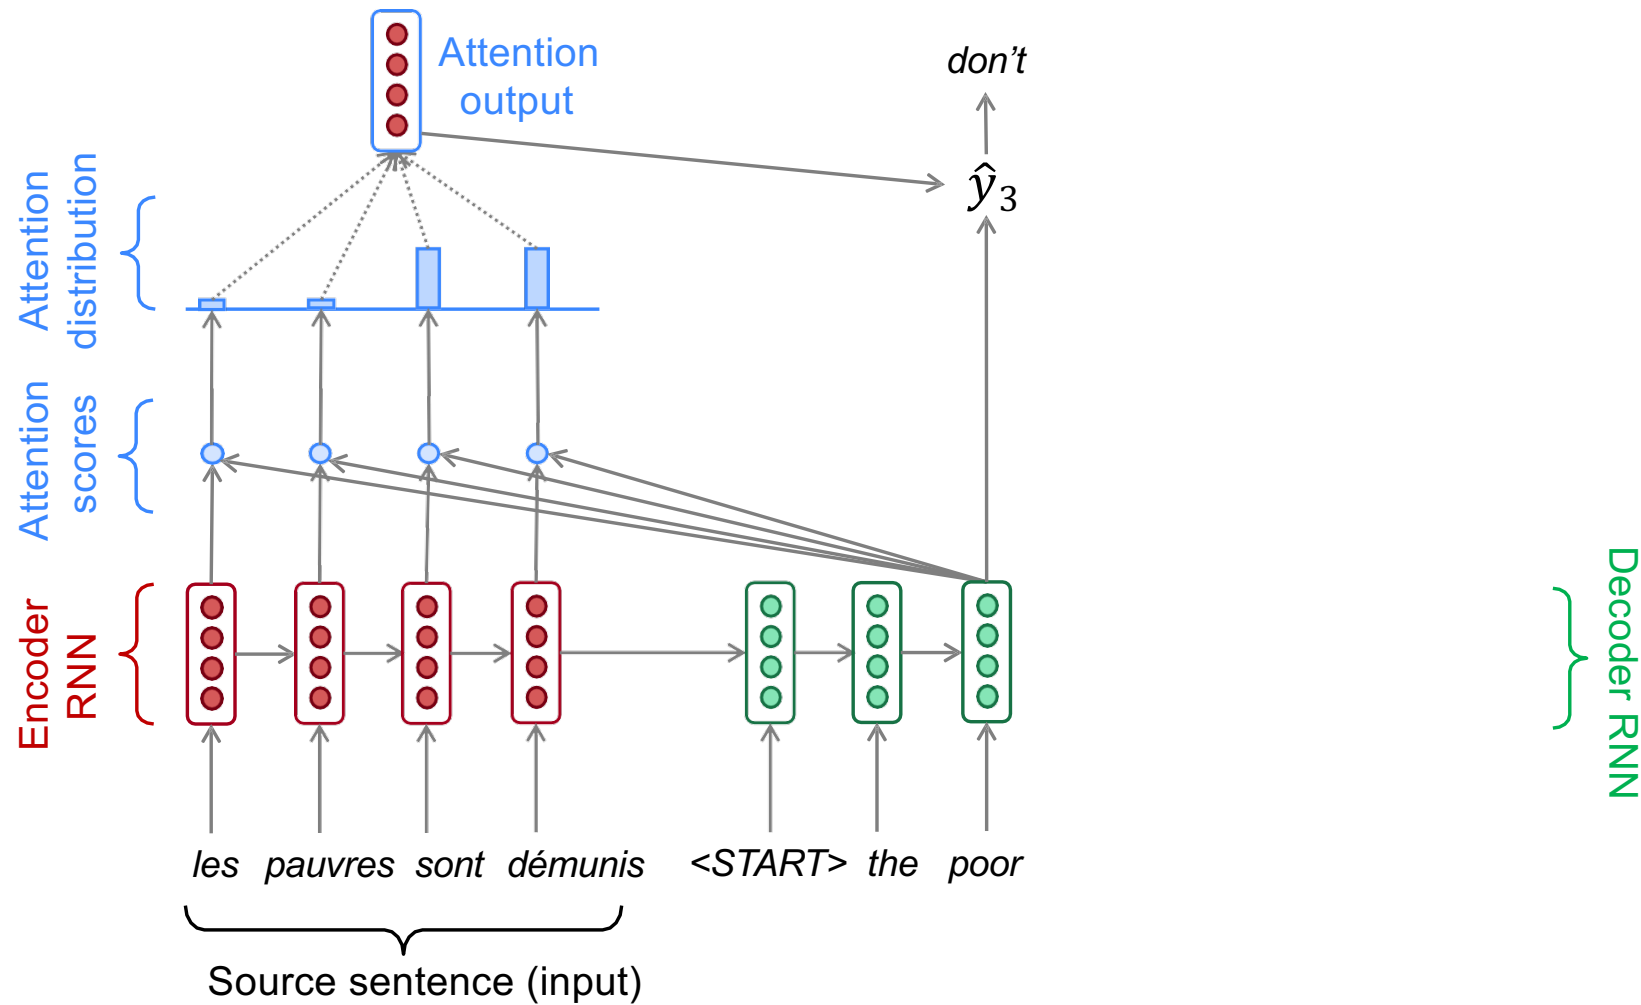 Attention
output
don't
Attention
distribution
ŷ3
Attention
scores
Encoder
RNN
Decoder RNN
les pauvres sont démunis <START> the poor
Source sentence (input)